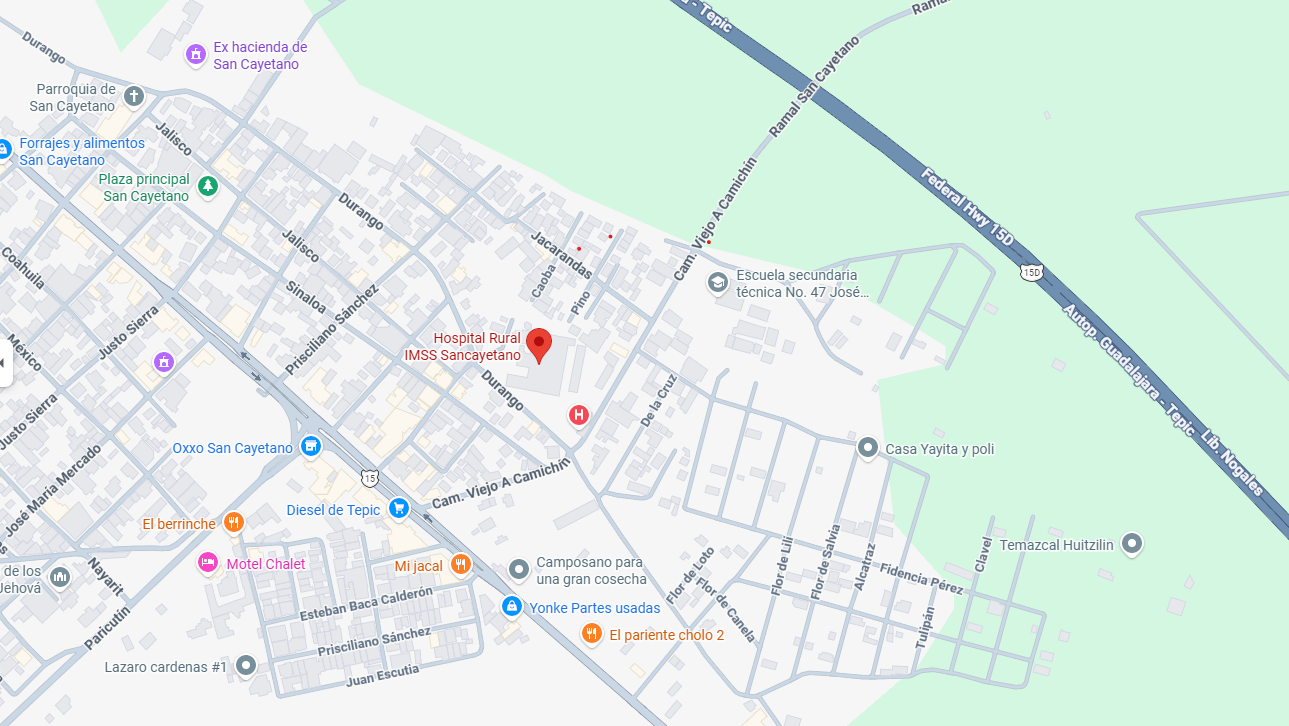 - Tepic
Ramal
Durango
Ex hacienda de
San Cayetano
Ramal San Cayetano
Parroquia de
San Cayetano
Jalisco
Forrajes y alimentos
San Cayetano
Plaza principal
San Cayetano
Durango
Federal Hwy 15D
Cam. Viejo A Camichin
Jalisco
Jacarandas
Coahuila
Caoba
Escuela secundaria
técnica No. 47 José...
15D
Sinaloa
Pino
Justo Sierra
Prisciliano Sánchez
México
Hospital Rural
IMSS Sancayetano
Autop. Guadalajara - Tepic
Durango
De la Cruz
H
Justo Sierra
Oxxo San Cayetano
Casa Yayita y poli
Lib. Nogales
José María Mercado
15
Cam. Viejo A Camichín
Diesel de Tepic
El berrinche
Temazcal Huitzilin
Clavel
Motel Chalet
Mi jacal
Camposano para
una gran cosecha
de los
Jehová
Nayarit
Flor de Loto
Flor de Lili
Flor de Salvia
Alcatraz
Fidencia Pérez
Esteban Baca Calderón
Yonke Partes usadas
Flor de Canela
Paricutín
Prisciliano Sánchez
El pariente cholo 2
Tulipán
Lazaro cardenas #1
Juan Escutia